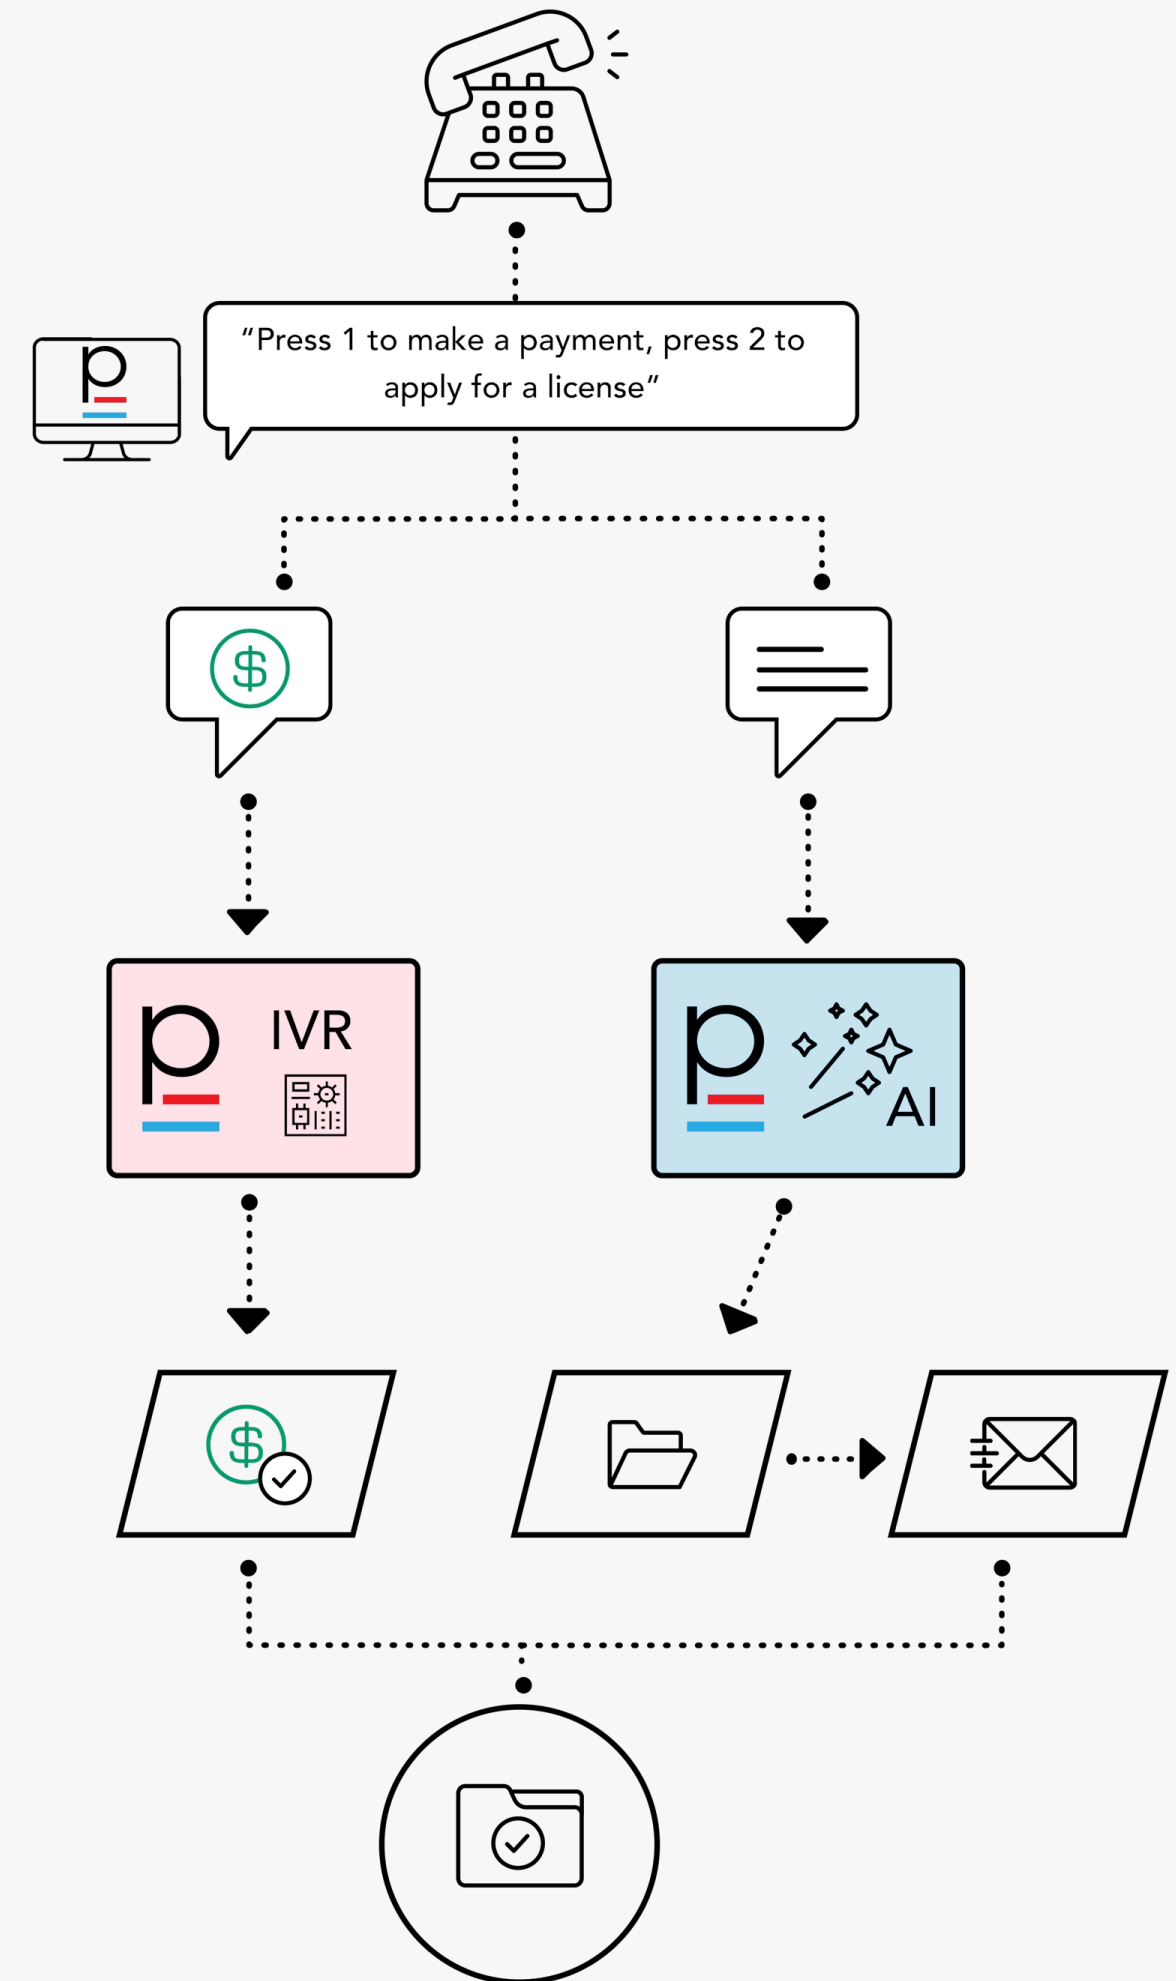 p
“Press 1 to make a payment, press 2 to
apply for a license”
$
p IVR
p AI
$